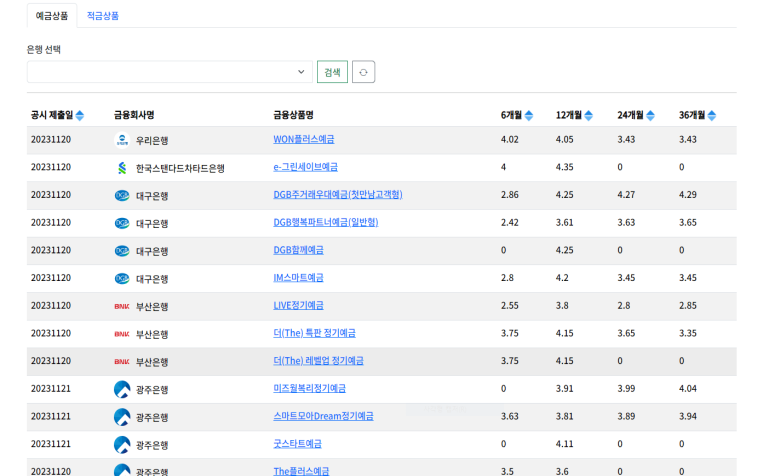 예금상품 적금상품
은행 선택
검색
공시 제출일 금융회사명 금융상품명 6개월 12개월 24개월 36개월
20231120 우리은행 WON플러스예금 4.02 4.05 3.43 3.43
20231120 한국스탠다드차타드은행 e-그린세이브예금 4 4.35 0 0
20231120 DGB 대구은행 DGB주거래우대예금(첫만남고객형) 2.86 4.25 4.27 4.29
20231120 DGB 대구은행 DGB행복파트너예금(일반형) 2.42 3.61 3.63 3.65
20231120 DGB 대구은행 DGB함께예금 0 4.25 0 0
20231120 DGB 대구은행 IM스마트예금 2.8 4.2 3.45 3.45
20231120 BNK 부산은행 LIVE정기예금 2.55 3.8 2.8 2.85
20231120 BNK 부산은행 더(The) 특판 정기예금 3.75 4.15 3.65 3.35
20231120 BNK 부산은행 더(The) 레벨업 정기예금 3.75 4.15 0 0
20231121 광주은행 미즈월복리정기예금 0 3.91 3.99 4.04
20231121 광주은행 스마트모아Dream정기예금 3.63 3.81 3.89 3.94
20231121 광주은행 굿스타트예금 0 4.11 0 0
20231120 광주은행 The플러스예금 3.5 3.6 0 0